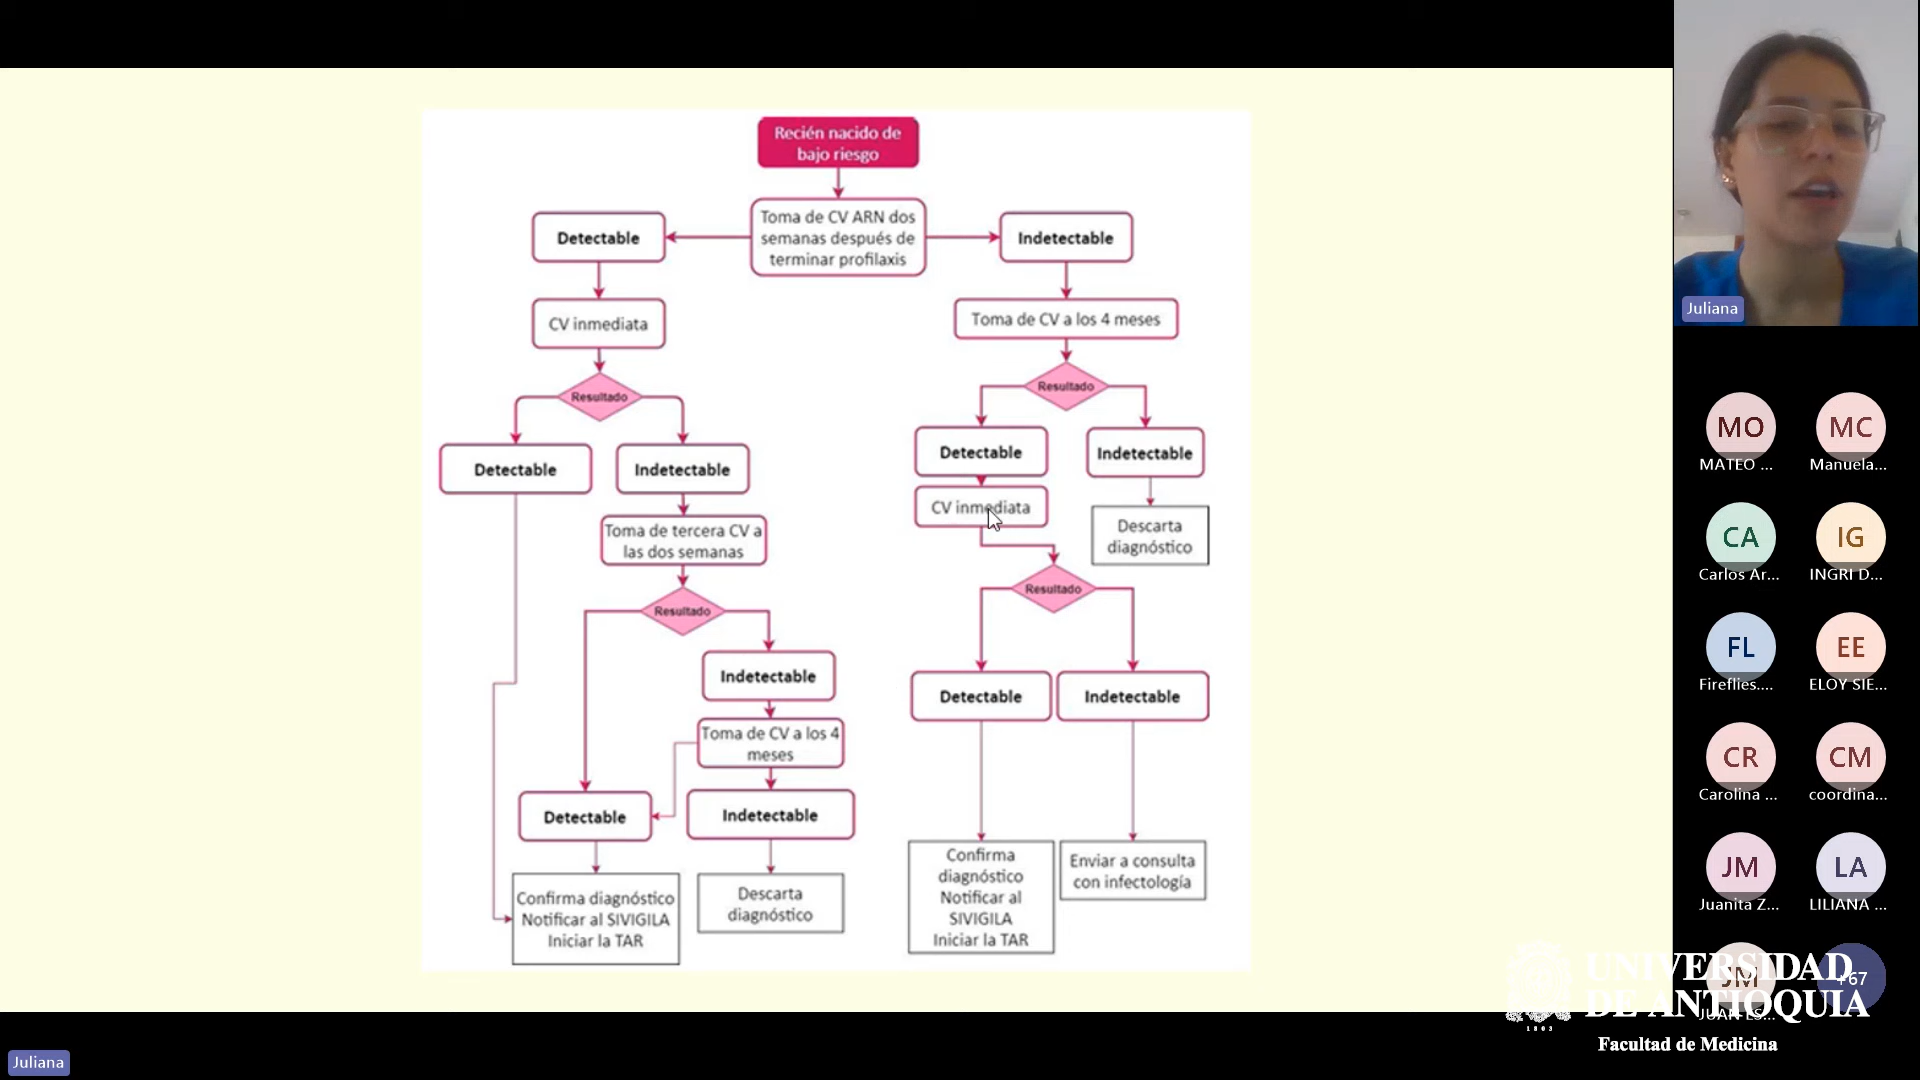 Recién nacido de
bajo riesgo
Toma de CV ARN dos
semanas después de
terminar profilaxis
Detectable
Indetectable
CV inmediata
Toma de CV a los 4 meses
Resultado
Resultado
Detectable
Indetectable
Detectable
Indetectable
CV inmediata
Descarta
diagnóstico
Toma de tercera CV a
las dos semanas
Resultado
Resultado
Indetectable
Detectable
Indetectable
Toma de CV a los 4
meses
Detectable
Indetectable
Confirma diagnóstico
Notificar al SIVIGILA
Iniciar la TAR
Descarta
diagnóstico
Confirma
diagnóstico
Notificar al
SIVIGILA
Iniciar la TAR
Enviar a consulta
con infectología
Juliana
MO
MATEO ...
MC
Manuela...
CA
Carlos Ar...
IG
INGRI D...
FL
Fireflies....
EE
ELOY SIE...
CR
Carolina ...
CM
coordina...
JM
Juanita Z...
LA
LILIANA ...
JM
+67
UNIVERSIDAD
DE ANTIOQUIA
1803
Facultad de Medicina
Juliana